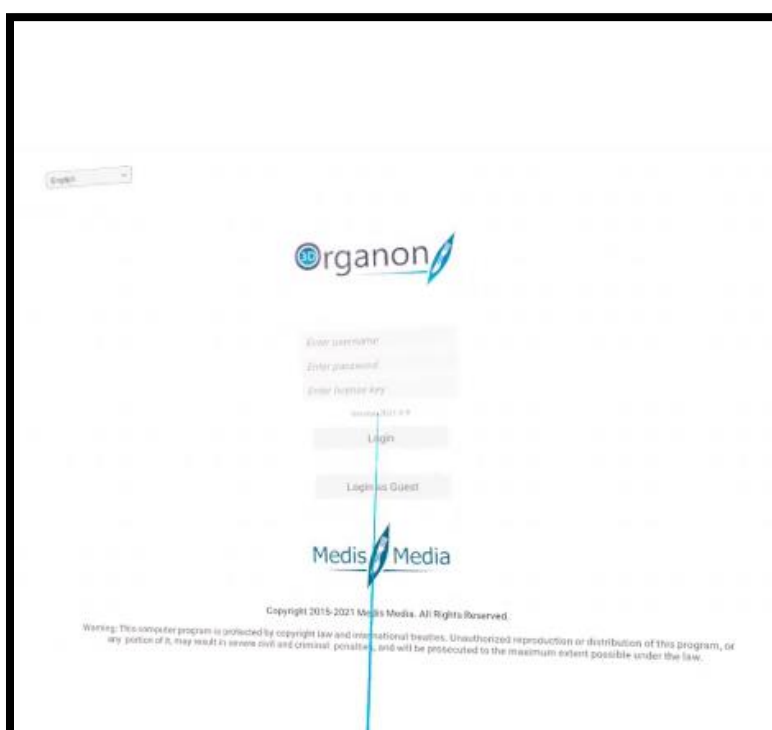 English
3D Organon
Enter username
Enter password
Enter license key
Login
Login as Guest
Medis Media
Copyright 2015-2021 Medis Media. All Rights Reserved.
Warning: This computer program is protected by copyright law and international treaties. Unauthorized reproduction or distribution of this program, or
any portion of it, may result in severe civil and criminal penalties, and will be prosecuted to the maximum extent possible under the law.